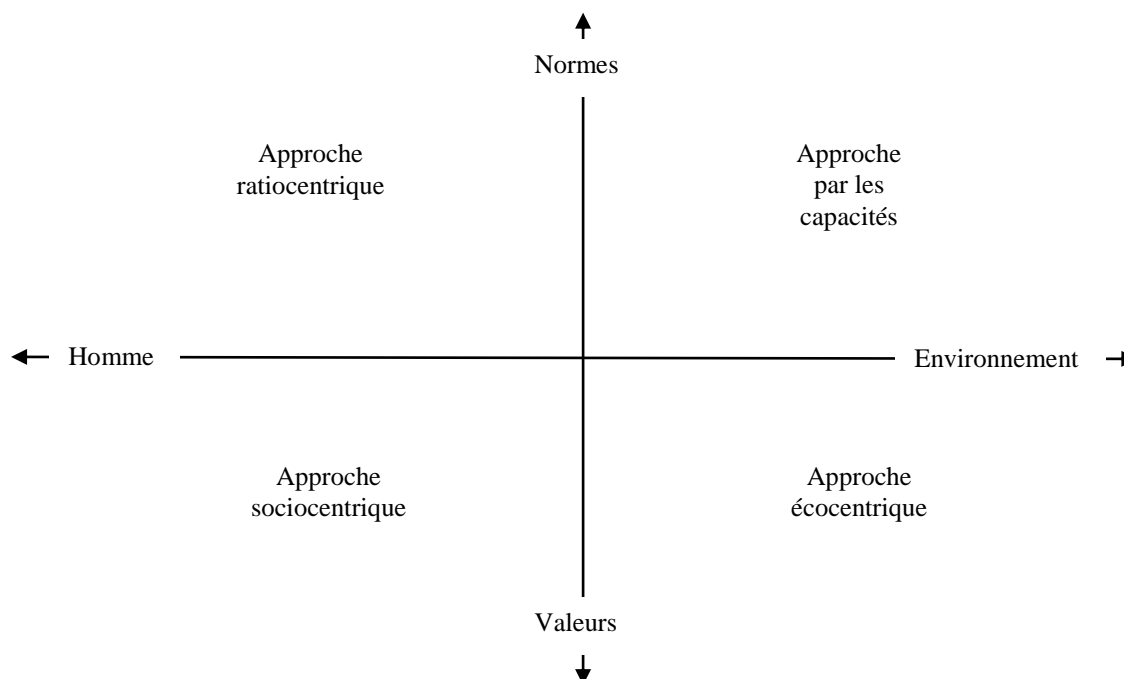 Normes
Approche
ratiocentrique
Approche
par les
capacités
Homme
Environnement
Approche
sociocentrique
Approche
écocentrique
Valeurs